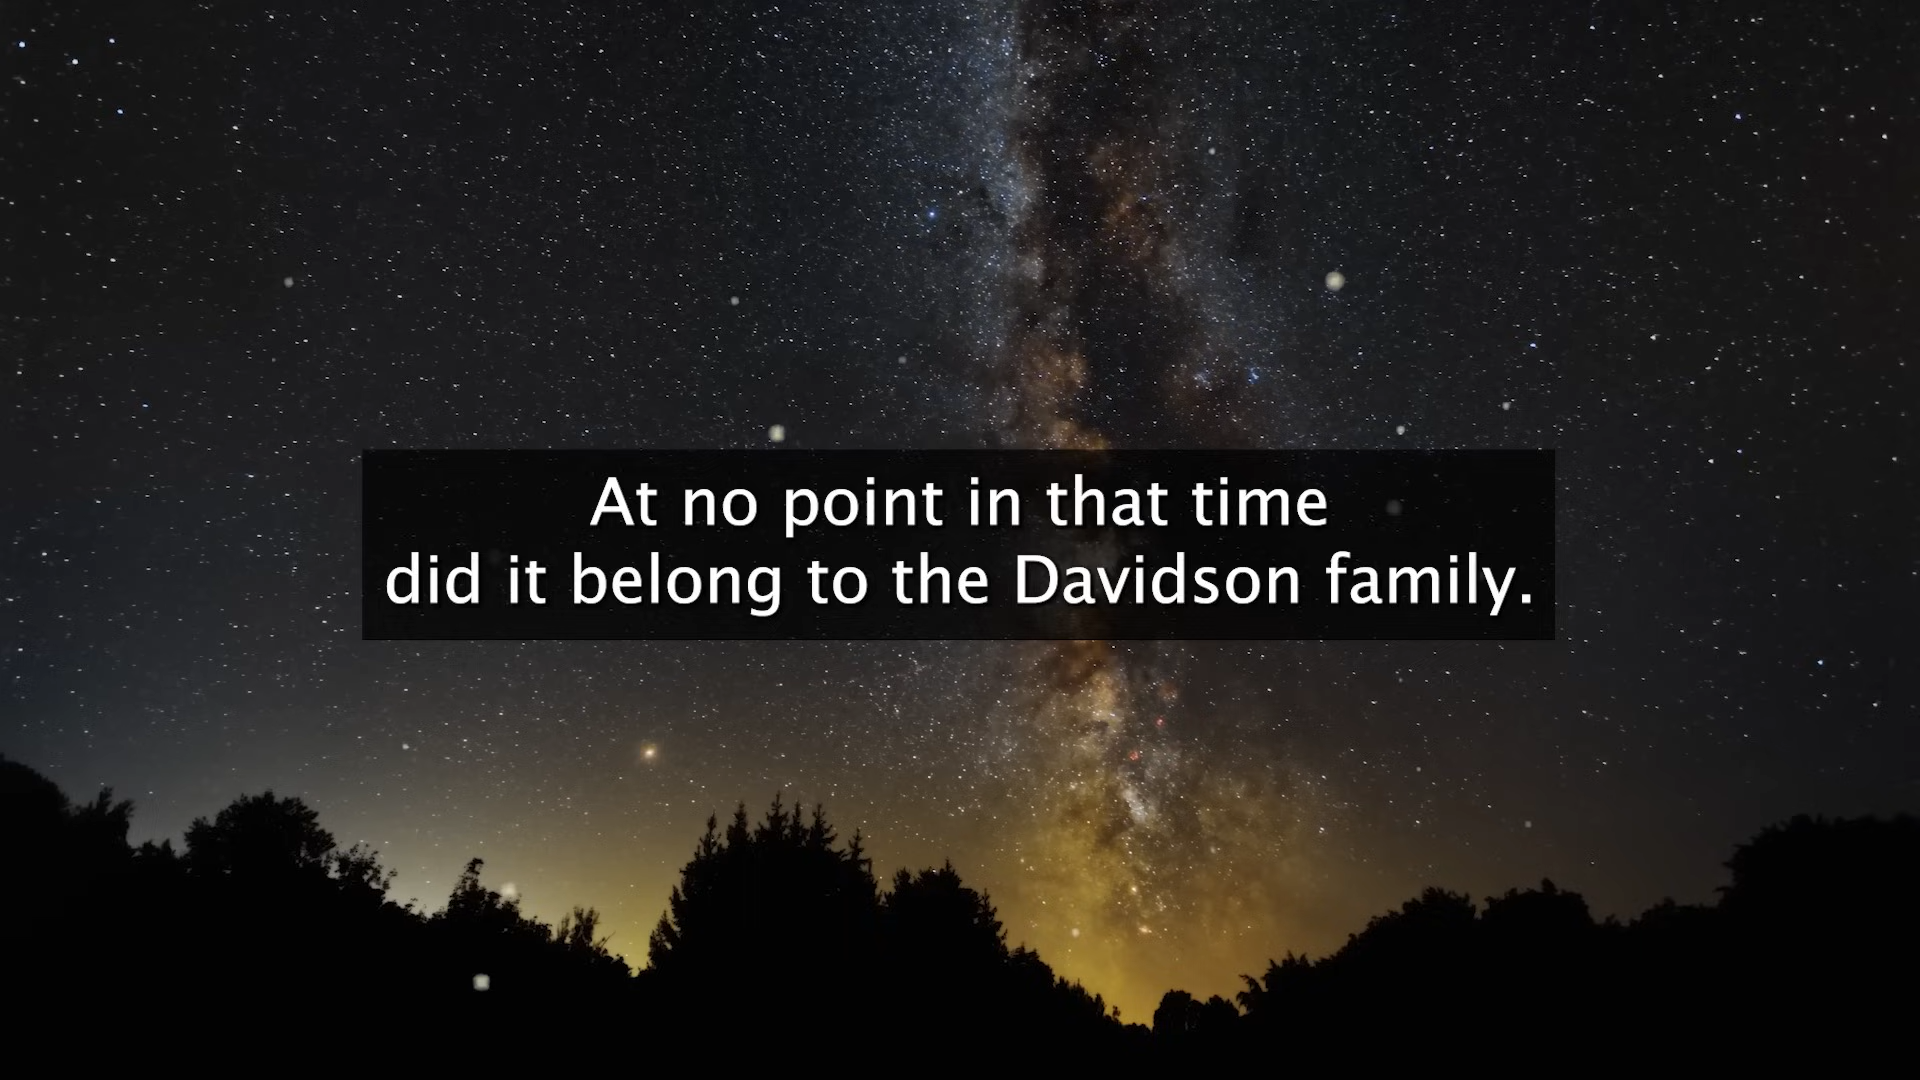 At no point in that time
did it belong to the Davidson family.